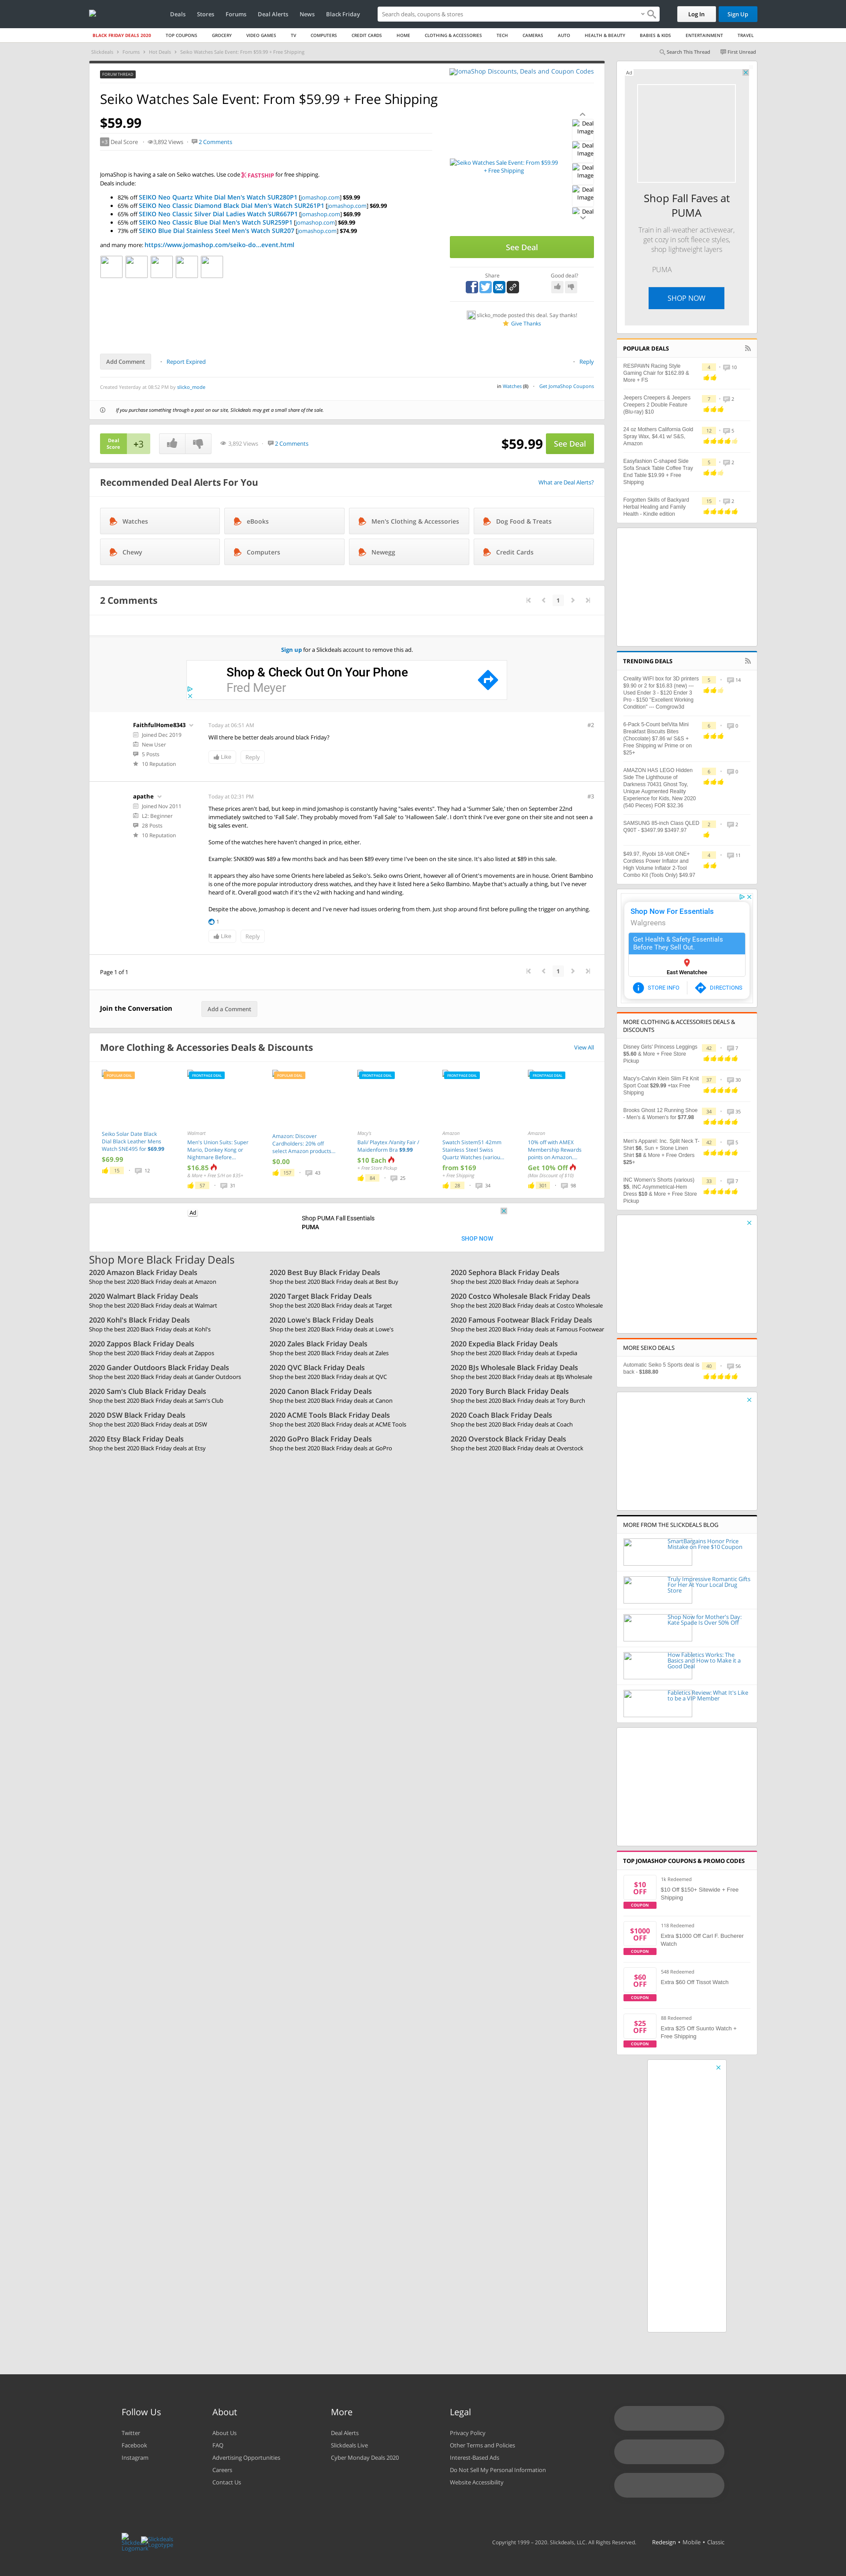 Deals Stores Forums Deal Alerts News Black Friday
Search deals, coupons & stores
Log In
Sign Up
BLACK FRIDAY DEALS 2020 TOP COUPONS GROCERY VIDEO GAMES TV COMPUTERS CREDIT CARDS HOME CLOTHING & ACCESSORIES TECH CAMERAS AUTO HEALTH & BEAUTY BABIES & KIDS ENTERTAINMENT TRAVEL
Slickdeals > Forums > Hot Deals > Seiko Watches Sale Event: From $59.99 + Free Shipping
Search This Thread First Unread
FORUM THREAD
JomaShop Discounts, Deals and Coupon Codes
Seiko Watches Sale Event: From $59.99 + Free Shipping
$59.99
+3 Deal Score 3,892 Views 2 Comments
JomaShop is having a sale on Seiko watches. Use code FASTSHIP for free shipping.
Deals include:
82% off SEIKO Neo Quartz White Dial Men's Watch SUR280P1 [jomashop.com] $59.99
65% off SEIKO Neo Classic Diamond Black Dial Men's Watch SUR261P1 [jomashop.com] $69.99
65% off SEIKO Neo Classic Silver Dial Ladies Watch SUR667P1 [jomashop.com] $69.99
65% off SEIKO Neo Classic Blue Dial Men's Watch SUR259P1 [jomashop.com] $69.99
73% off SEIKO Blue Dial Stainless Steel Men's Watch SUR207 [jomashop.com] $74.99
and many more: https://www.jomashop.com/seiko-do...event.html
Seiko Watches Sale Event: From $59.99 + Free Shipping
Deal Image
Deal Image
Deal Image
Deal Image
Deal
See Deal
Share
Good deal?
slicko_mode posted this deal. Say thanks!
Give Thanks
Add Comment
Report Expired
Reply
Created Yesterday at 08:52 PM by slicko_mode
in Watches (8) Get JomaShop Coupons
If you purchase something through a post on our site, Slickdeals may get a small share of the sale.
Deal Score +3
3,892 Views 2 Comments
$59.99 See Deal
Recommended Deal Alerts For You
What are Deal Alerts?
Watches eBooks Men's Clothing & Accessories Dog Food & Treats
Chewy Computers Newegg Credit Cards
2 Comments
1
Sign up for a Slickdeals account to remove this ad.
Shop & Check Out On Your Phone
Fred Meyer
FaithfulHome8343
Joined Dec 2019
New User
5 Posts
10 Reputation
Today at 06:51 AM
#2
Will there be better deals around black Friday?
Like Reply
apathe
Joined Nov 2011
L2: Beginner
28 Posts
10 Reputation
Today at 02:31 PM
#3
These prices aren't bad, but keep in mind Jomashop is constantly having "sales events". They had a 'Summer Sale,' then on September 22nd immediately switched to 'Fall Sale'. They probably moved from 'Fall Sale' to 'Halloween Sale'. I don't think I've ever gone on their site and not seen a big sales event.
Some of the watches here haven't changed in price, either.
Example: SNK809 was $89 a few months back and has been $89 every time I've been on the site since. It's also listed at $89 in this sale.
It appears they also have some Orients here labeled as Seiko's. Seiko owns Orient, however all of Orient's movements are in house. Orient Bambino is one of the more popular introductory dress watches, and they have it listed here a Seiko Bambino. Maybe that's actually a thing, but I've never heard of it. Overall good watch if it's the v2 with hacking and hand winding.
Despite the above, Jomashop is decent and I've never had issues ordering from them. Just shop around first before pulling the trigger on anything.
1
Like Reply
Page 1 of 1
1
Join the Conversation
Add a Comment
More Clothing & Accessories Deals & Discounts
View All
POPULAR DEAL
Seiko Solar Date Black Dial Black Leather Mens Watch SNE495 for $69.99
$69.99
15 12
FRONTPAGE DEAL
Walmart
Men's Union Suits: Super Mario, Donkey Kong or Nightmare Before...
$16.85
& More + Free S/H on $35+
57 31
POPULAR DEAL
Amazon: Discover Cardholders: 20% off select Amazon products...
$0.00
157 43
FRONTPAGE DEAL
Macy's
Bali/ Playtex /Vanity Fair / Maidenform Bra $9.99
$10 Each
+ Free Store Pickup
84 25
FRONTPAGE DEAL
Amazon
Swatch Sistem51 42mm Stainless Steel Swiss Quartz Watches (variou...
from $169
+ Free Shipping
28 34
FRONTPAGE DEAL
Amazon
10% off with AMEX Membership Rewards points on Amazon....
Get 10% Off
(Max Discount of $10)
301 98
Ad
Shop PUMA Fall Essentials
PUMA
SHOP NOW
Shop More Black Friday Deals
2020 Amazon Black Friday Deals
Shop the best 2020 Black Friday deals at Amazon
2020 Best Buy Black Friday Deals
Shop the best 2020 Black Friday deals at Best Buy
2020 Sephora Black Friday Deals
Shop the best 2020 Black Friday deals at Sephora
2020 Walmart Black Friday Deals
Shop the best 2020 Black Friday deals at Walmart
2020 Target Black Friday Deals
Shop the best 2020 Black Friday deals at Target
2020 Costco Wholesale Black Friday Deals
Shop the best 2020 Black Friday deals at Costco Wholesale
2020 Kohl's Black Friday Deals
Shop the best 2020 Black Friday deals at Kohl's
2020 Lowe's Black Friday Deals
Shop the best 2020 Black Friday deals at Lowe's
2020 Famous Footwear Black Friday Deals
Shop the best 2020 Black Friday deals at Famous Footwear
2020 Zappos Black Friday Deals
Shop the best 2020 Black Friday deals at Zappos
2020 Zales Black Friday Deals
Shop the best 2020 Black Friday deals at Zales
2020 Expedia Black Friday Deals
Shop the best 2020 Black Friday deals at Expedia
2020 Gander Outdoors Black Friday Deals
Shop the best 2020 Black Friday deals at Gander Outdoors
2020 QVC Black Friday Deals
Shop the best 2020 Black Friday deals at QVC
2020 BJs Wholesale Black Friday Deals
Shop the best 2020 Black Friday deals at BJs Wholesale
2020 Sam's Club Black Friday Deals
Shop the best 2020 Black Friday deals at Sam's Club
2020 Canon Black Friday Deals
Shop the best 2020 Black Friday deals at Canon
2020 Tory Burch Black Friday Deals
Shop the best 2020 Black Friday deals at Tory Burch
2020 DSW Black Friday Deals
Shop the best 2020 Black Friday deals at DSW
2020 ACME Tools Black Friday Deals
Shop the best 2020 Black Friday deals at ACME Tools
2020 Coach Black Friday Deals
Shop the best 2020 Black Friday deals at Coach
2020 Etsy Black Friday Deals
Shop the best 2020 Black Friday deals at Etsy
2020 GoPro Black Friday Deals
Shop the best 2020 Black Friday deals at GoPro
2020 Overstock Black Friday Deals
Shop the best 2020 Black Friday deals at Overstock
Ad
Shop Fall Faves at PUMA
Train in all-weather activewear, get cozy in soft fleece styles, shop lightweight layers.
PUMA
SHOP NOW
POPULAR DEALS
RESPAWN Racing Style Gaming Chair for $162.89 & More + FS
4 10
Jeepers Creepers & Jeepers Creepers 2 Double Feature (Blu-ray) $10
7 2
24 oz Mothers California Gold Spray Wax, $4.41 w/ S&S, Amazon
12 5
Easyfashion C-shaped Side Sofa Snack Table Coffee Tray End Table $19.99 + Free Shipping
5 2
Forgotten Skills of Backyard Herbal Healing and Family Health - Kindle edition
15 2
TRENDING DEALS
Creality WIFI box for 3D printers $9.90 or 2 for $16.83 (new) --- Used Ender 3 - $120 Ender 3 Pro - $150 "Excellent Working Condition" --- Comgrow3d
5 14
6-Pack 5-Count belVita Mini Breakfast Biscuits Bites (Chocolate) $7.86 w/ S&S + Free Shipping w/ Prime or on $25+
6 0
AMAZON HAS LEGO Hidden Side The Lighthouse of Darkness 70431 Ghost Toy, Unique Augmented Reality Experience for Kids, New 2020 (540 Pieces) FOR $32.36
6 6
SAMSUNG 85-inch Class QLED Q90T - $3499.99 $3497.97
2 2
$49.97, Ryobi 18-Volt ONE+ Cordless Power Inflator and High Volume Inflator 2-Tool Combo Kit (Tools Only) $49.97
4 11
Shop Now For Essentials
Walgreens
Get Health & Safety Essentials Before They Sell Out.
East Wenatchee
STORE INFO DIRECTIONS
MORE CLOTHING & ACCESSORIES DEALS & DISCOUNTS
Disney Girls' Princess Leggings $5.60 & More + Free Store Pickup
42 7
Macy's-Calvin Klein Slim Fit Knit Sport Coat $29.99 +tax Free Shipping
37 30
Brooks Ghost 12 Running Shoe - Men's & Women's for $77.98
34 35
Men's Apparel: Inc. Split Neck T-Shirt $6, Sun + Stone Linen Shirt $8 & More + Free Orders $25+
42 5
INC Women's Shorts (various) $5, INC Asymmetrical-Hem Dress $10 & More + Free Store Pickup
33 7
MORE SEIKO DEALS
Automatic Seiko 5 Sports deal is back - $188.80
40 56
MORE FROM THE SLICKDEALS BLOG
SmartBargains Honor Price Mistake on Free $10 Coupon
Truly Impressive Romantic Gifts For Her At Your Local Drug Store
Shop Now for Mother's Day: Kate Spade is Over 50% Off
How Fabletics Works: The Basics and How to Make it a Good Deal
Fabletics Review: What It's Like to be a VIP Member
TOP JOMASHOP COUPONS & PROMO CODES
$10 OFF COUPON
1k Redeemed
$10 Off $150+ Sitewide + Free Shipping
$1000 OFF COUPON
118 Redeemed
Extra $1000 Off Carl F. Bucherer Watch
$60 OFF COUPON
548 Redeemed
Extra $60 Off Tissot Watch
$25 OFF COUPON
88 Redeemed
Extra $25 Off Suunto Watch + Free Shipping
Follow Us
Twitter
Facebook
Instagram
About
About Us
FAQ
Advertising Opportunities
Careers
Contact Us
More
Deal Alerts
Slickdeals Live
Cyber Monday Deals 2020
Legal
Privacy Policy
Other Terms and Policies
Interest-Based Ads
Do Not Sell My Personal Information
Website Accessibility
Copyright 1999 - 2020. Slickdeals, LLC. All Rights Reserved.
Redesign • Mobile • Classic